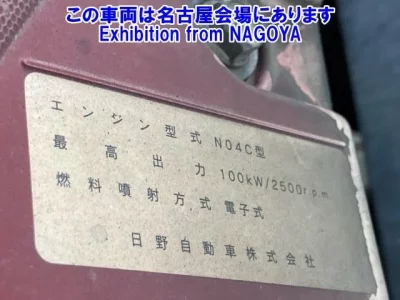 この車両は名古屋会場にあります
Exhibition from NAGOYA
エンジン型式 N04C型
最高出力 100kW/2500r.p.m
燃料噴射方式 電子式
日野自動車株式会社